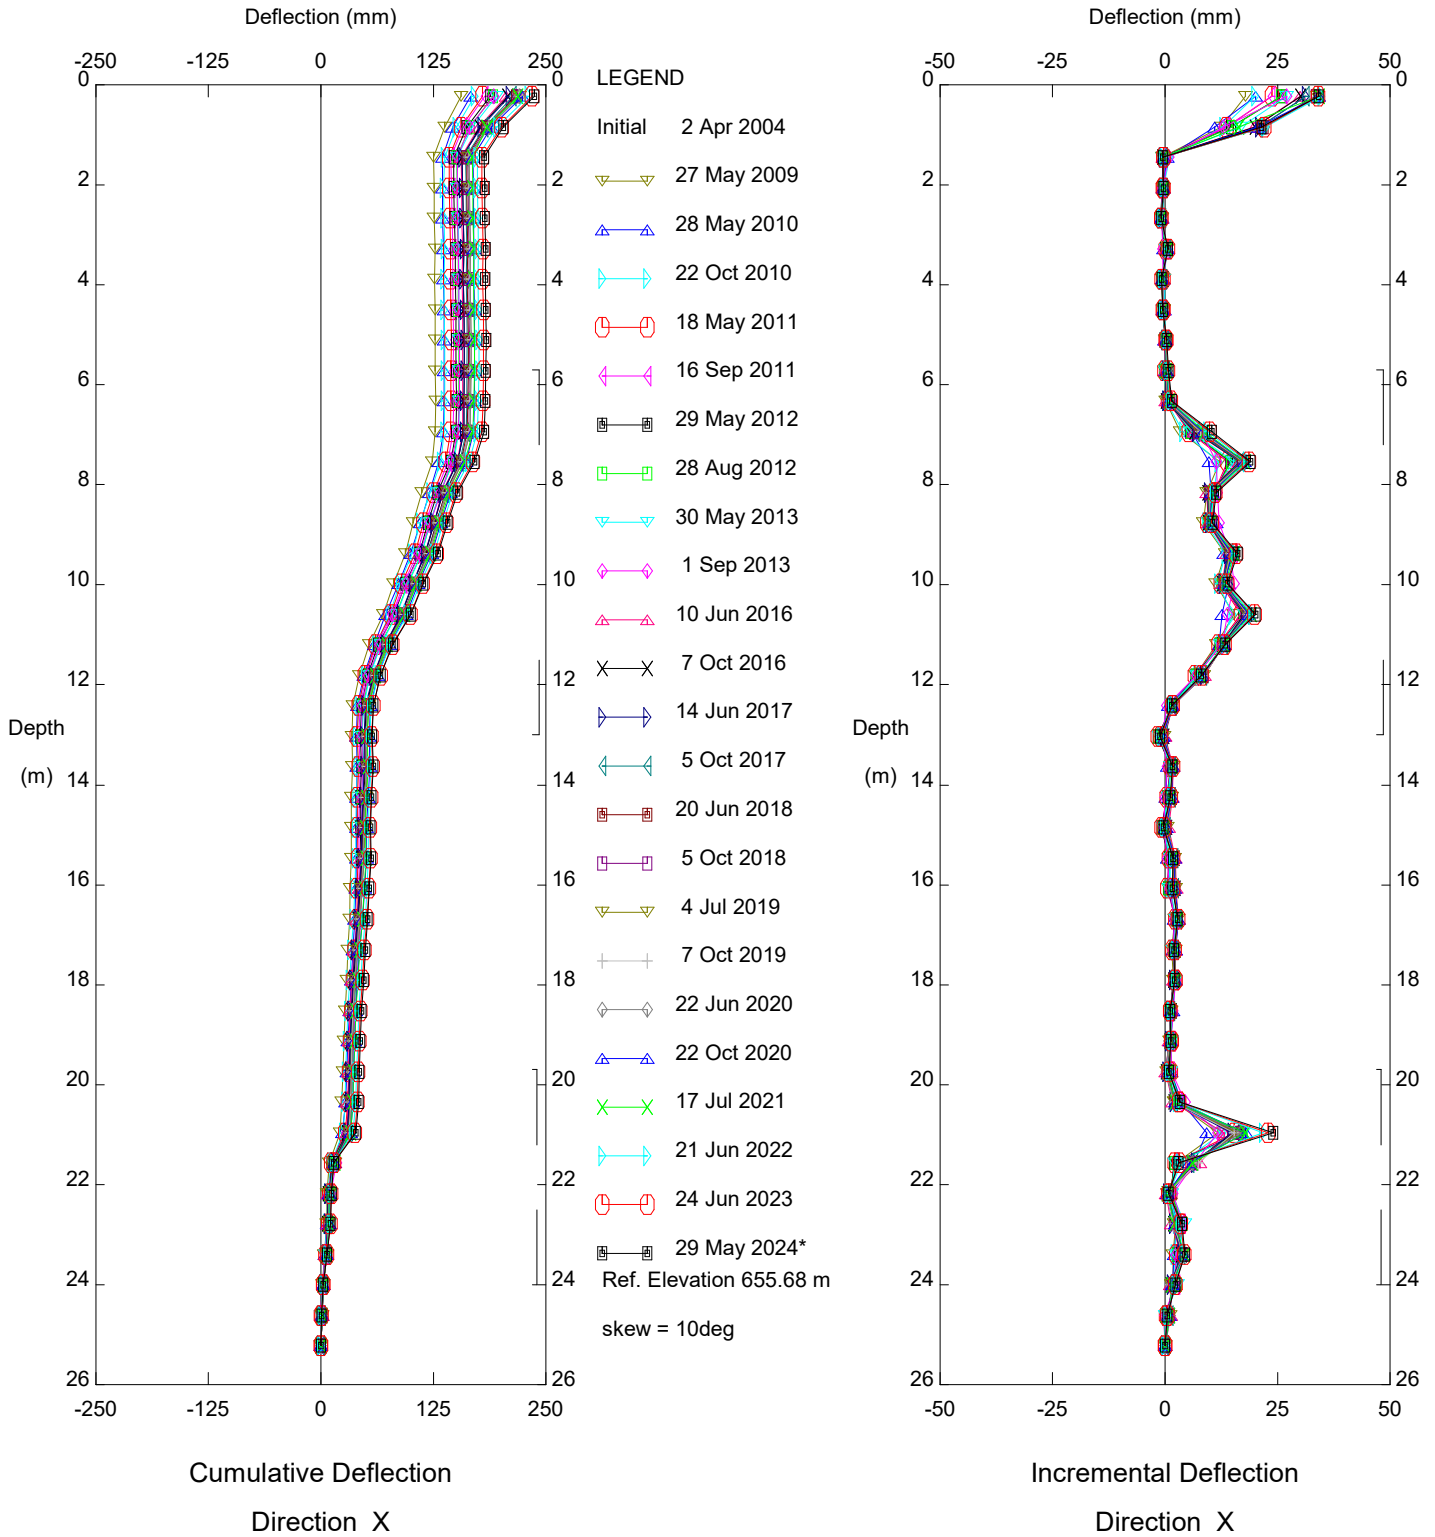 Deflection (mm)
-250 -125 0 125 250
0 0
2 2
4 4
6 6
8 8
10 10
12 12
Depth
(m)
14 14
16 16
18 18
20 20
22 22
24 24
26 26
-250 -125 0 125 250
Cumulative Deflection
Direction X
LEGEND
Initial 2 Apr 2004
27 May 2009
28 May 2010
22 Oct 2010
18 May 2011
16 Sep 2011
29 May 2012
28 Aug 2012
30 May 2013
1 Sep 2013
10 Jun 2016
7 Oct 2016
14 Jun 2017
5 Oct 2017
20 Jun 2018
5 Oct 2018
4 Jul 2019
7 Oct 2019
22 Jun 2020
22 Oct 2020
17 Jul 2021
21 Jun 2022
24 Jun 2023
29 May 2024*
Ref. Elevation 655.68 m
skew = 10deg
Deflection (mm)
-50 -25 0 25 50
0 0
2 2
4 4
6 6
8 8
10 10
12 12
Depth
(m)
14 14
16 16
18 18
20 20
22 22
24 24
26 26
-50 -25 0 25 50
Incremental Deflection
Direction X